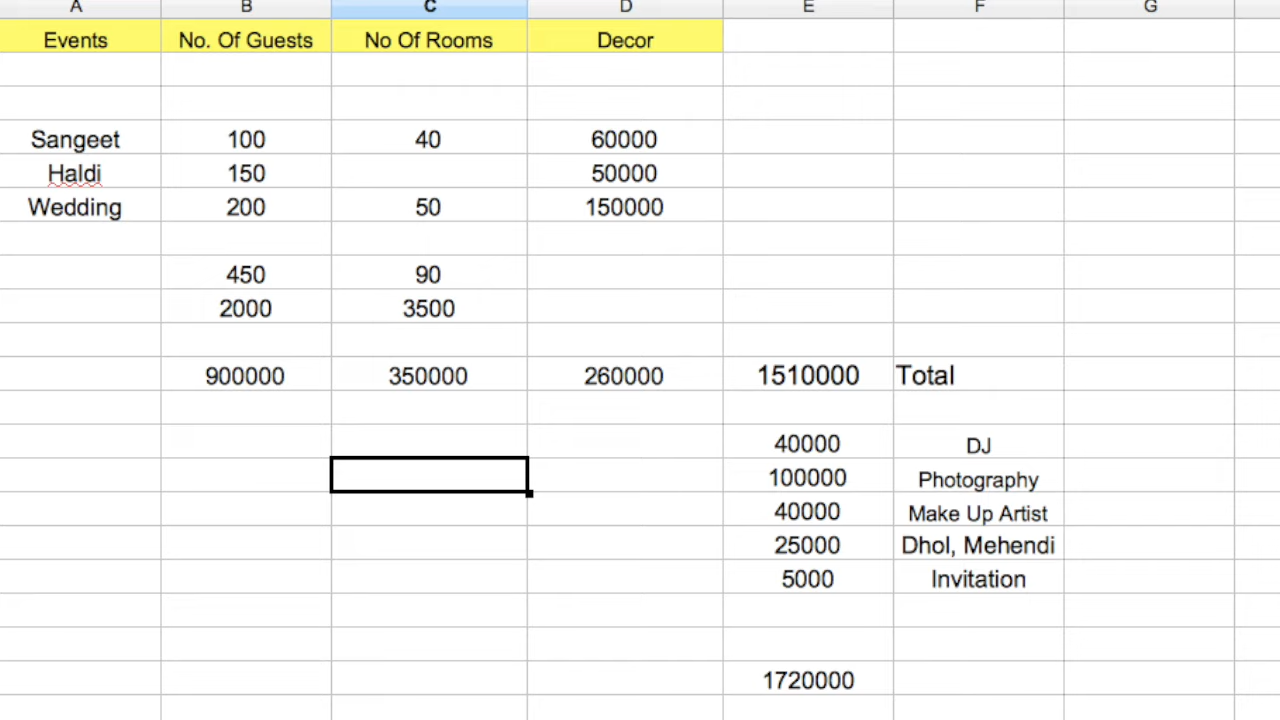 A B C D E F G
Events No. Of Guests No Of Rooms Decor
Sangeet 100 40 60000
Haldi 150 50000
Wedding 200 50 150000
450 90
2000 3500
900000 350000 260000 1510000 Total
40000 DJ
100000 Photography
40000 Make Up Artist
25000 Dhol, Mehendi
5000 Invitation
1720000